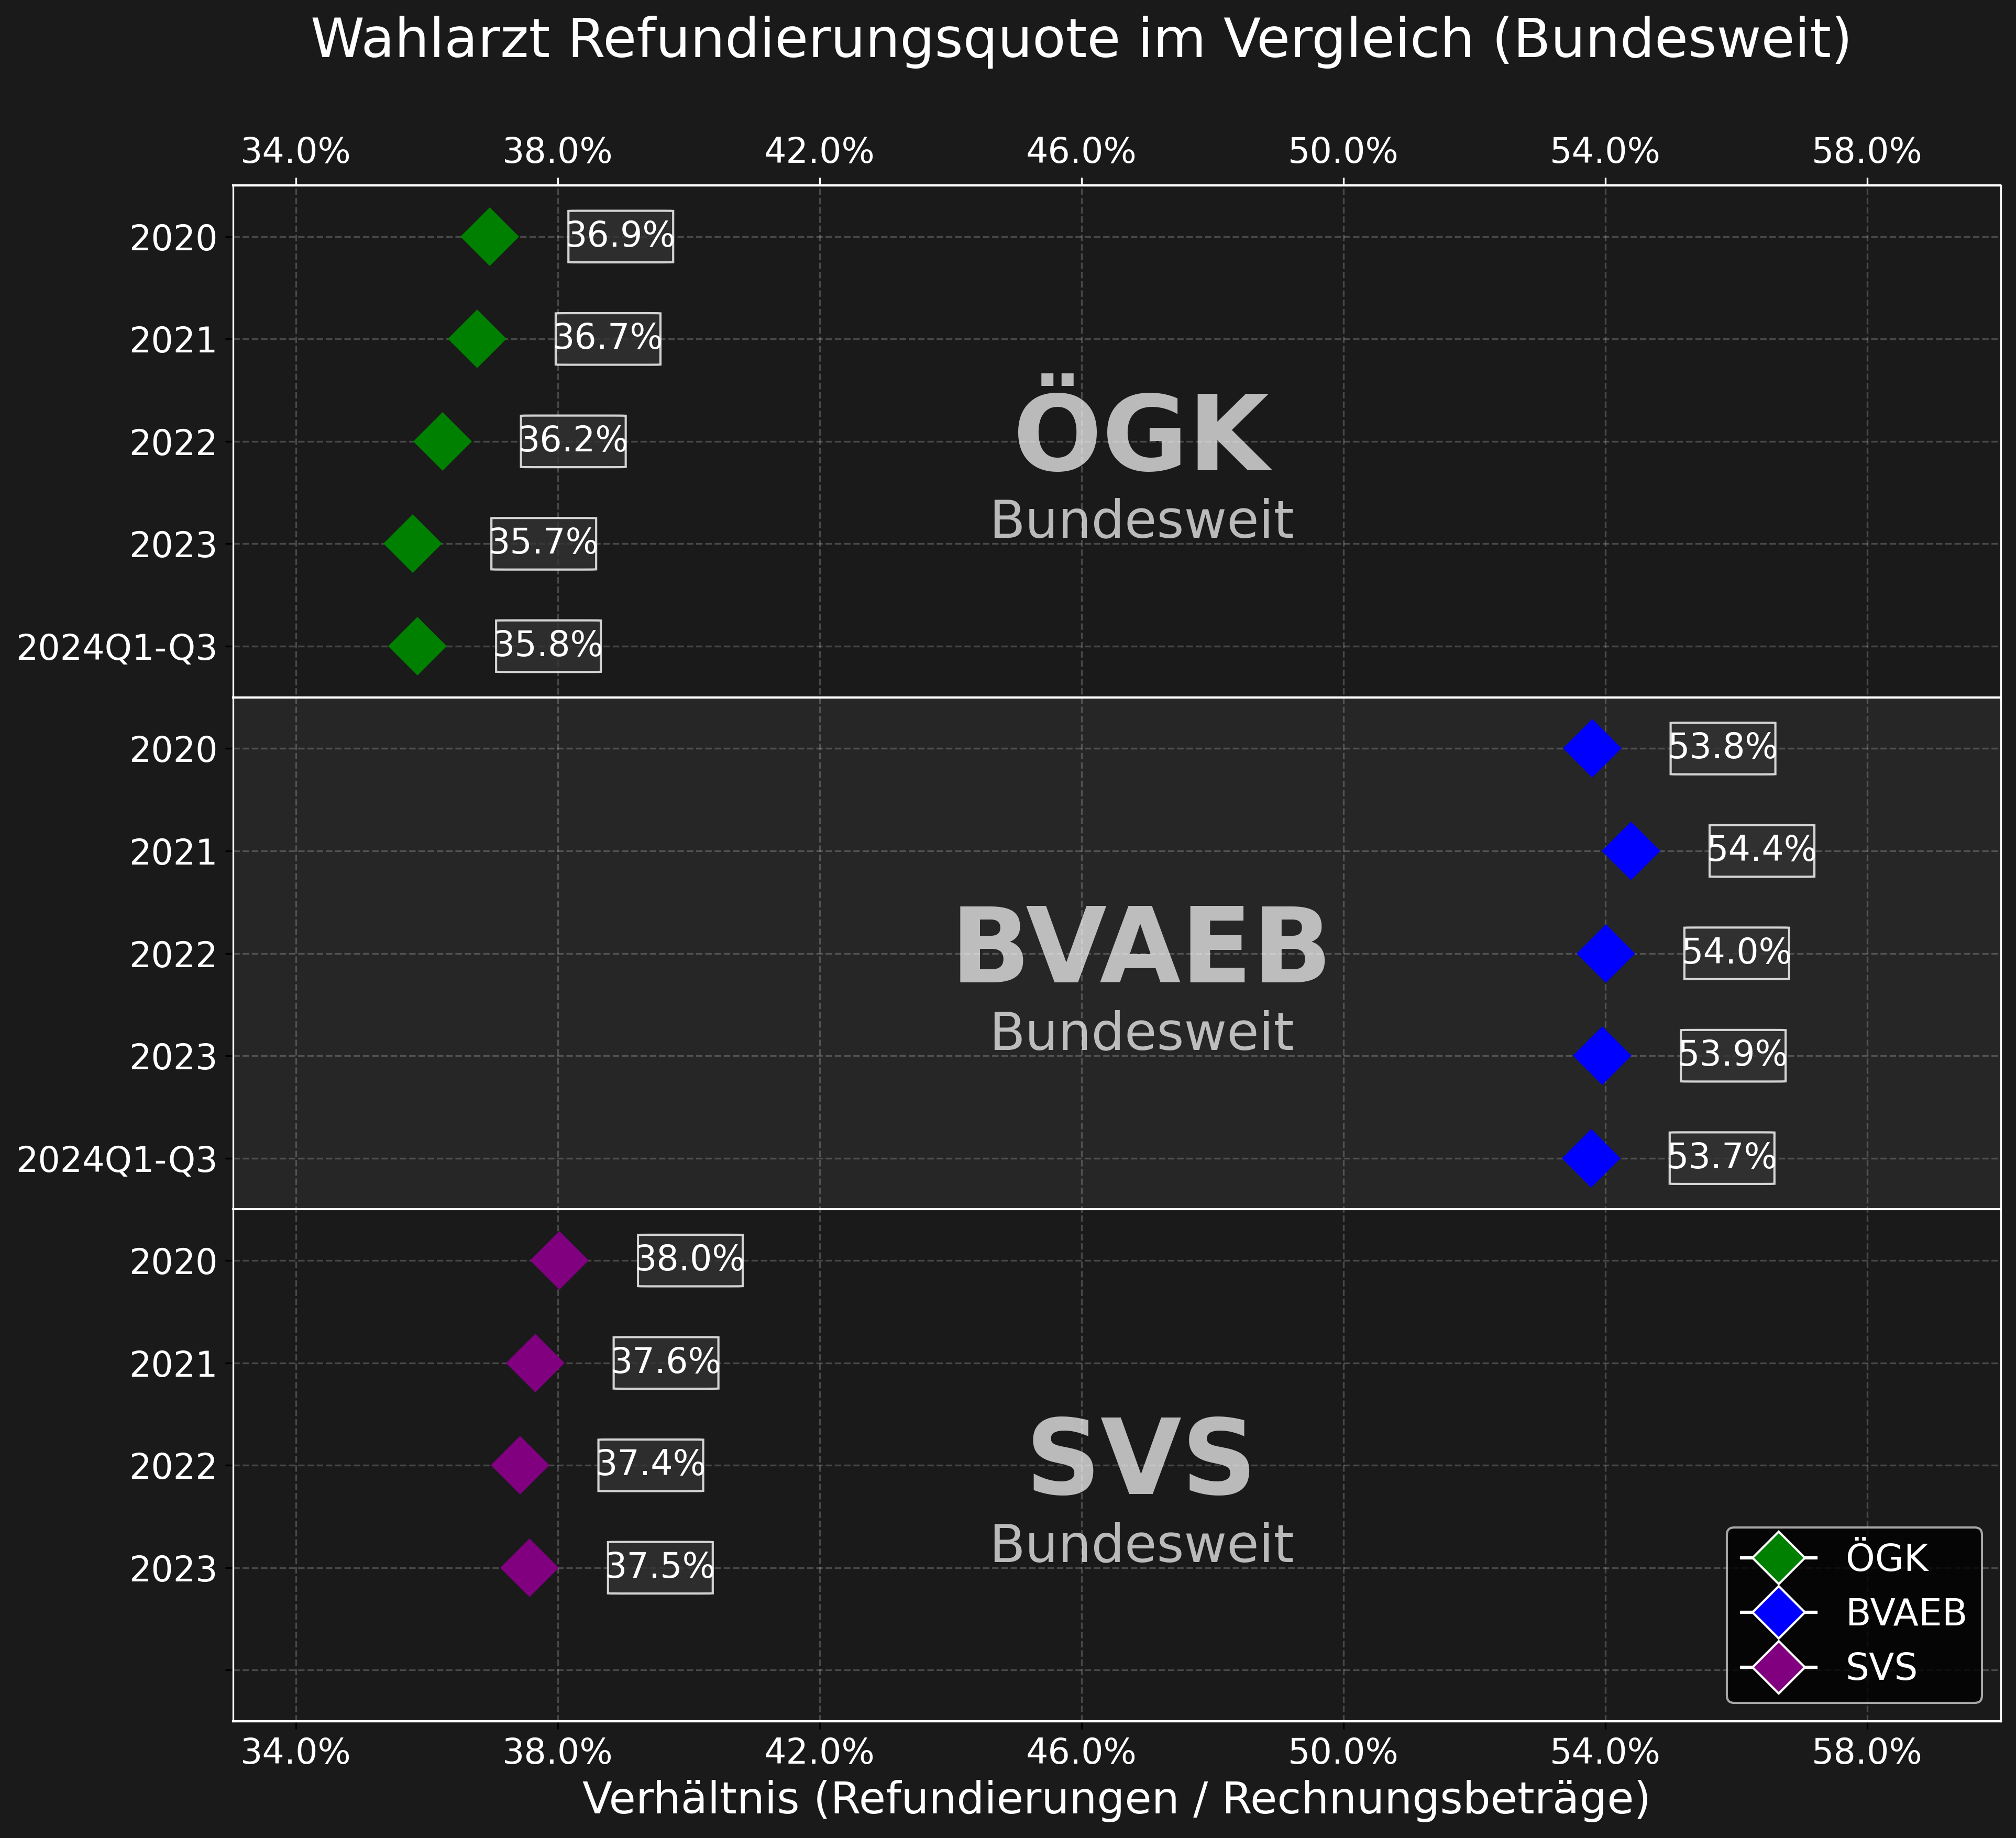 Wahlarzt Refundierungsquote im Vergleich (Bundesweit)
34.0% 38.0% 42.0% 46.0% 50.0% 54.0% 58.0%
2020 36.9%
2021 36.7%
2022 36.2%
2023 35.7%
2024Q1-Q3 35.8%
ÖGK
Bundesweit
2020 53.8%
2021 54.4%
2022 54.0%
2023 53.9%
2024Q1-Q3 53.7%
BVAEB
Bundesweit
2020 38.0%
2021 37.6%
2022 37.4%
2023 37.5%
SVS
Bundesweit
ÖGK
BVAEB
SVS
34.0% 38.0% 42.0% 46.0% 50.0% 54.0% 58.0%
Verhältnis (Refundierungen / Rechnungsbeträge)